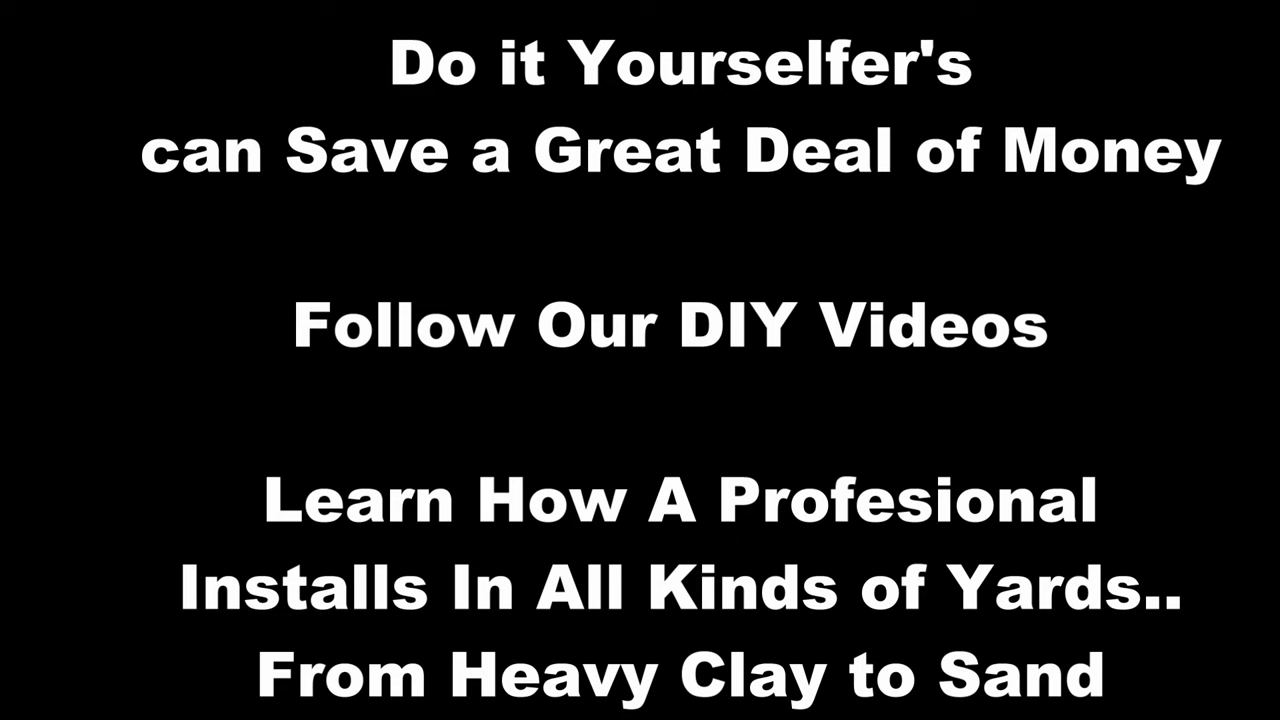 Do it Yourselfer's
can Save a Great Deal of Money
Follow Our DIY Videos
Learn How A Profesional
Installs In All Kinds of Yards..
From Heavy Clay to Sand